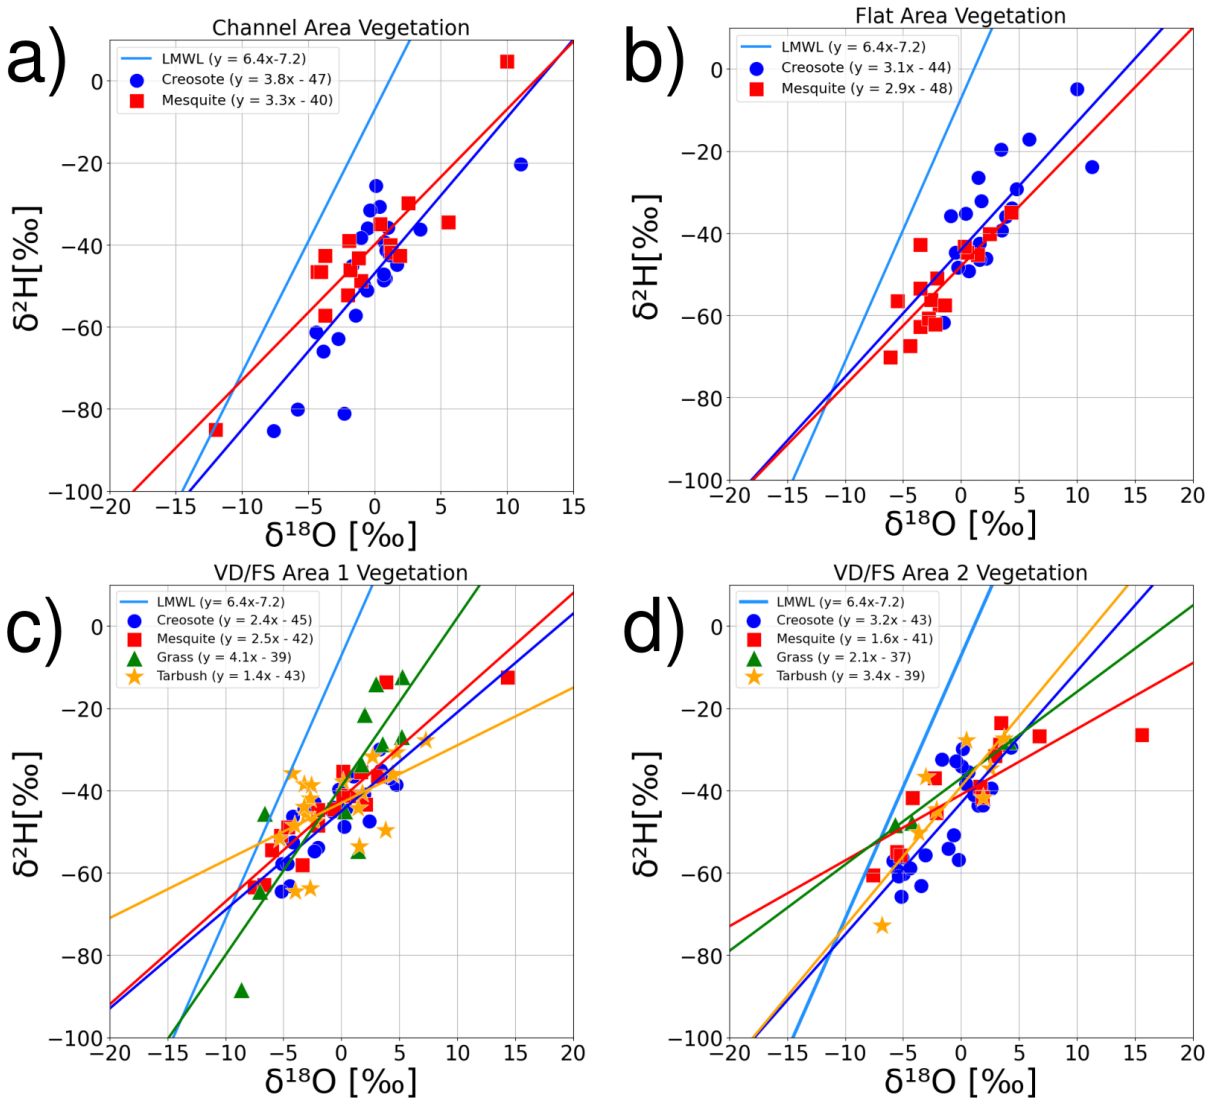 a)
Channel Area Vegetation
LMWL (y = 6.4x-7.2)
Creosote (y = 3.8x - 47)
Mesquite (y = 3.3x - 40)
0
−20
−40
−60
−80
−100
δ²H[‰]
−20 −15 −10 −5 0 5 10 15
δ¹⁸O [‰]
b)
Flat Area Vegetation
LMWL (y = 6.4x-7.2)
Creosote (y = 3.1x - 44)
Mesquite (y = 2.9x - 48)
0
−20
−40
−60
−80
−100
δ²H[‰]
−20 −15 −10 −5 0 5 10 15 20
δ¹⁸O [‰]
c)
VD/FS Area 1 Vegetation
LMWL (y= 6.4x-7.2)
Creosote (y = 2.4x - 45)
Mesquite (y = 2.5x - 42)
Grass (y = 4.1x - 39)
Tarbush (y = 1.4x - 43)
0
−20
−40
−60
−80
−100
δ²H[‰]
−20 −15 −10 −5 0 5 10 15 20
δ¹⁸O [‰]
d)
VD/FS Area 2 Vegetation
LMWL (y= 6.4x-7.2)
Creosote (y = 3.2x - 43)
Mesquite (y = 1.6x - 41)
Grass (y = 2.1x - 37)
Tarbush (y = 3.4x - 39)
0
−20
−40
−60
−80
−100
δ²H[‰]
−20 −15 −10 −5 0 5 10 15 20
δ¹⁸O [‰]